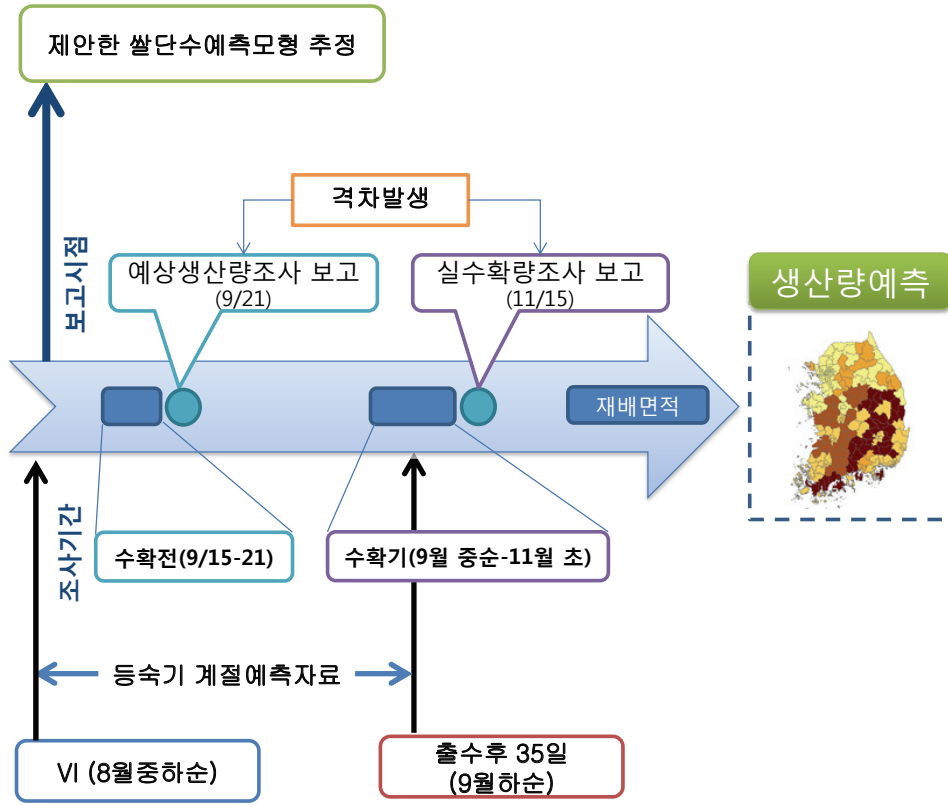 제안한 쌀단수예측모형 추정
격차발생
보고시점
예상생산량조사 보고
(9/21)
실수확량조사 보고
(11/15)
생산량예측
재배면적
조사기간
수확전(9/15-21)
수확기(9월 중순-11월 초)
등숙기 계절예측자료
VI (8월중하순)
출수후 35일
(9월하순)